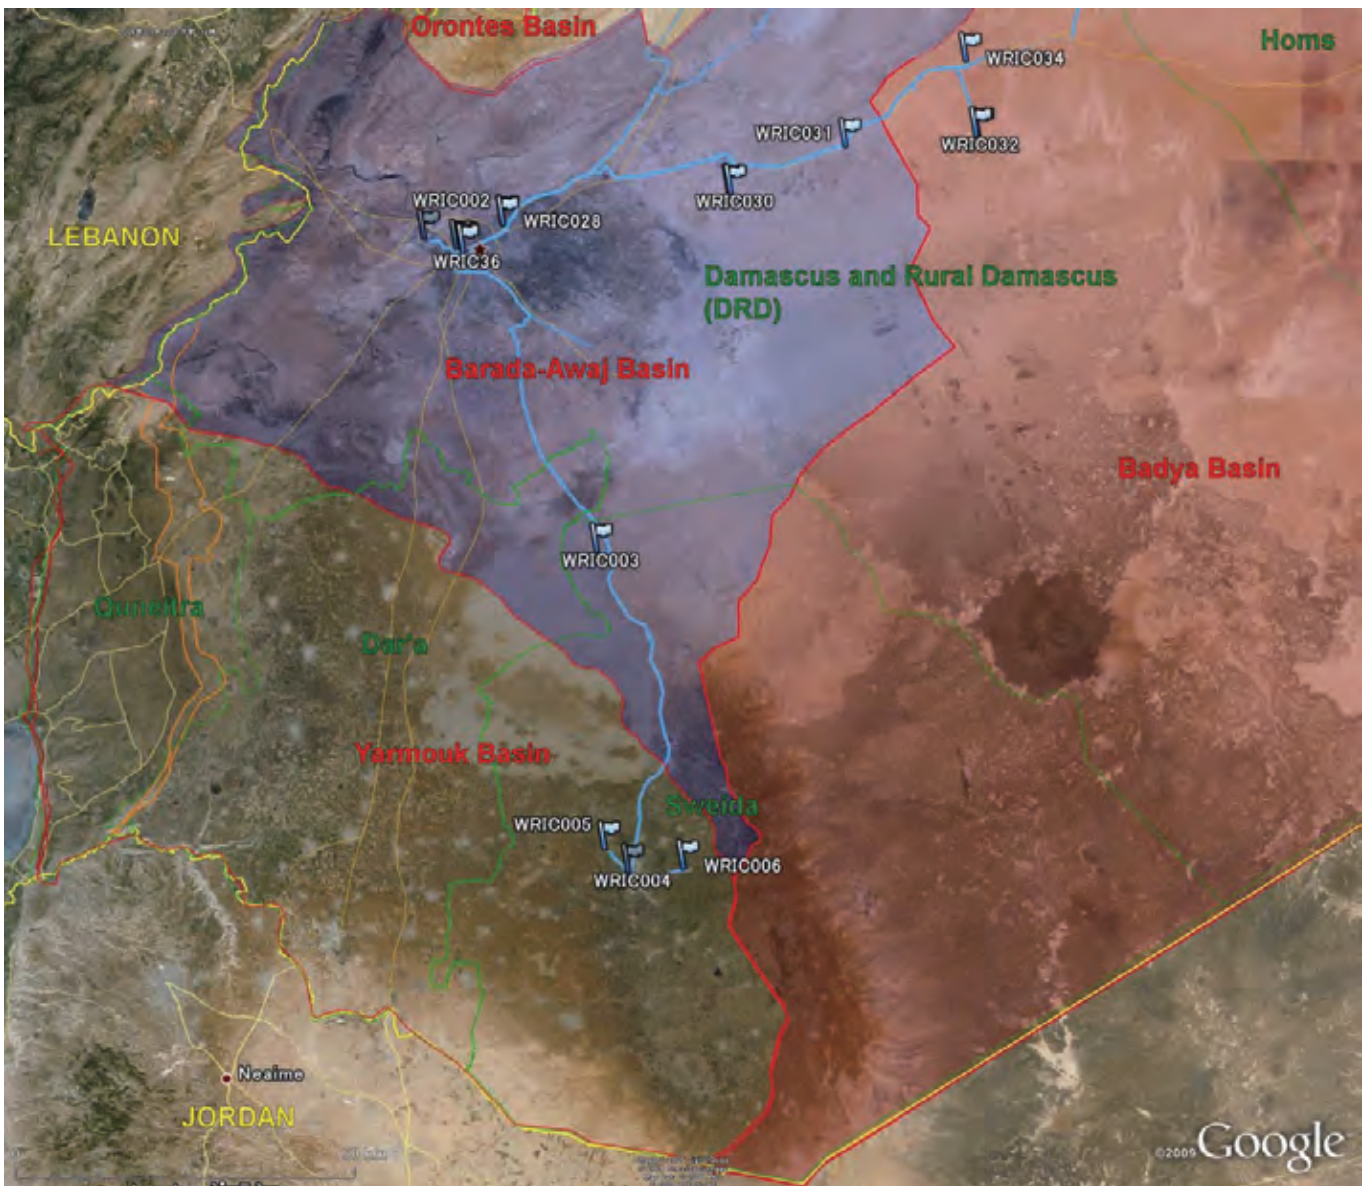 Orontes Basin
Homs
WRIC034
WRIC031
WRIC032
WRIC030
WRIC002
WRIC028
LEBANON
WRIC36
Damascus and Rural Damascus
(DRD)
Barada-Awaj Basin
Badya Basin
WRIC003
Quneitra
Dar'a
Yarmouk Basin
Sweida
WRIC005
WRIC004
WRIC006
Neaime
JORDAN
©2009 Google